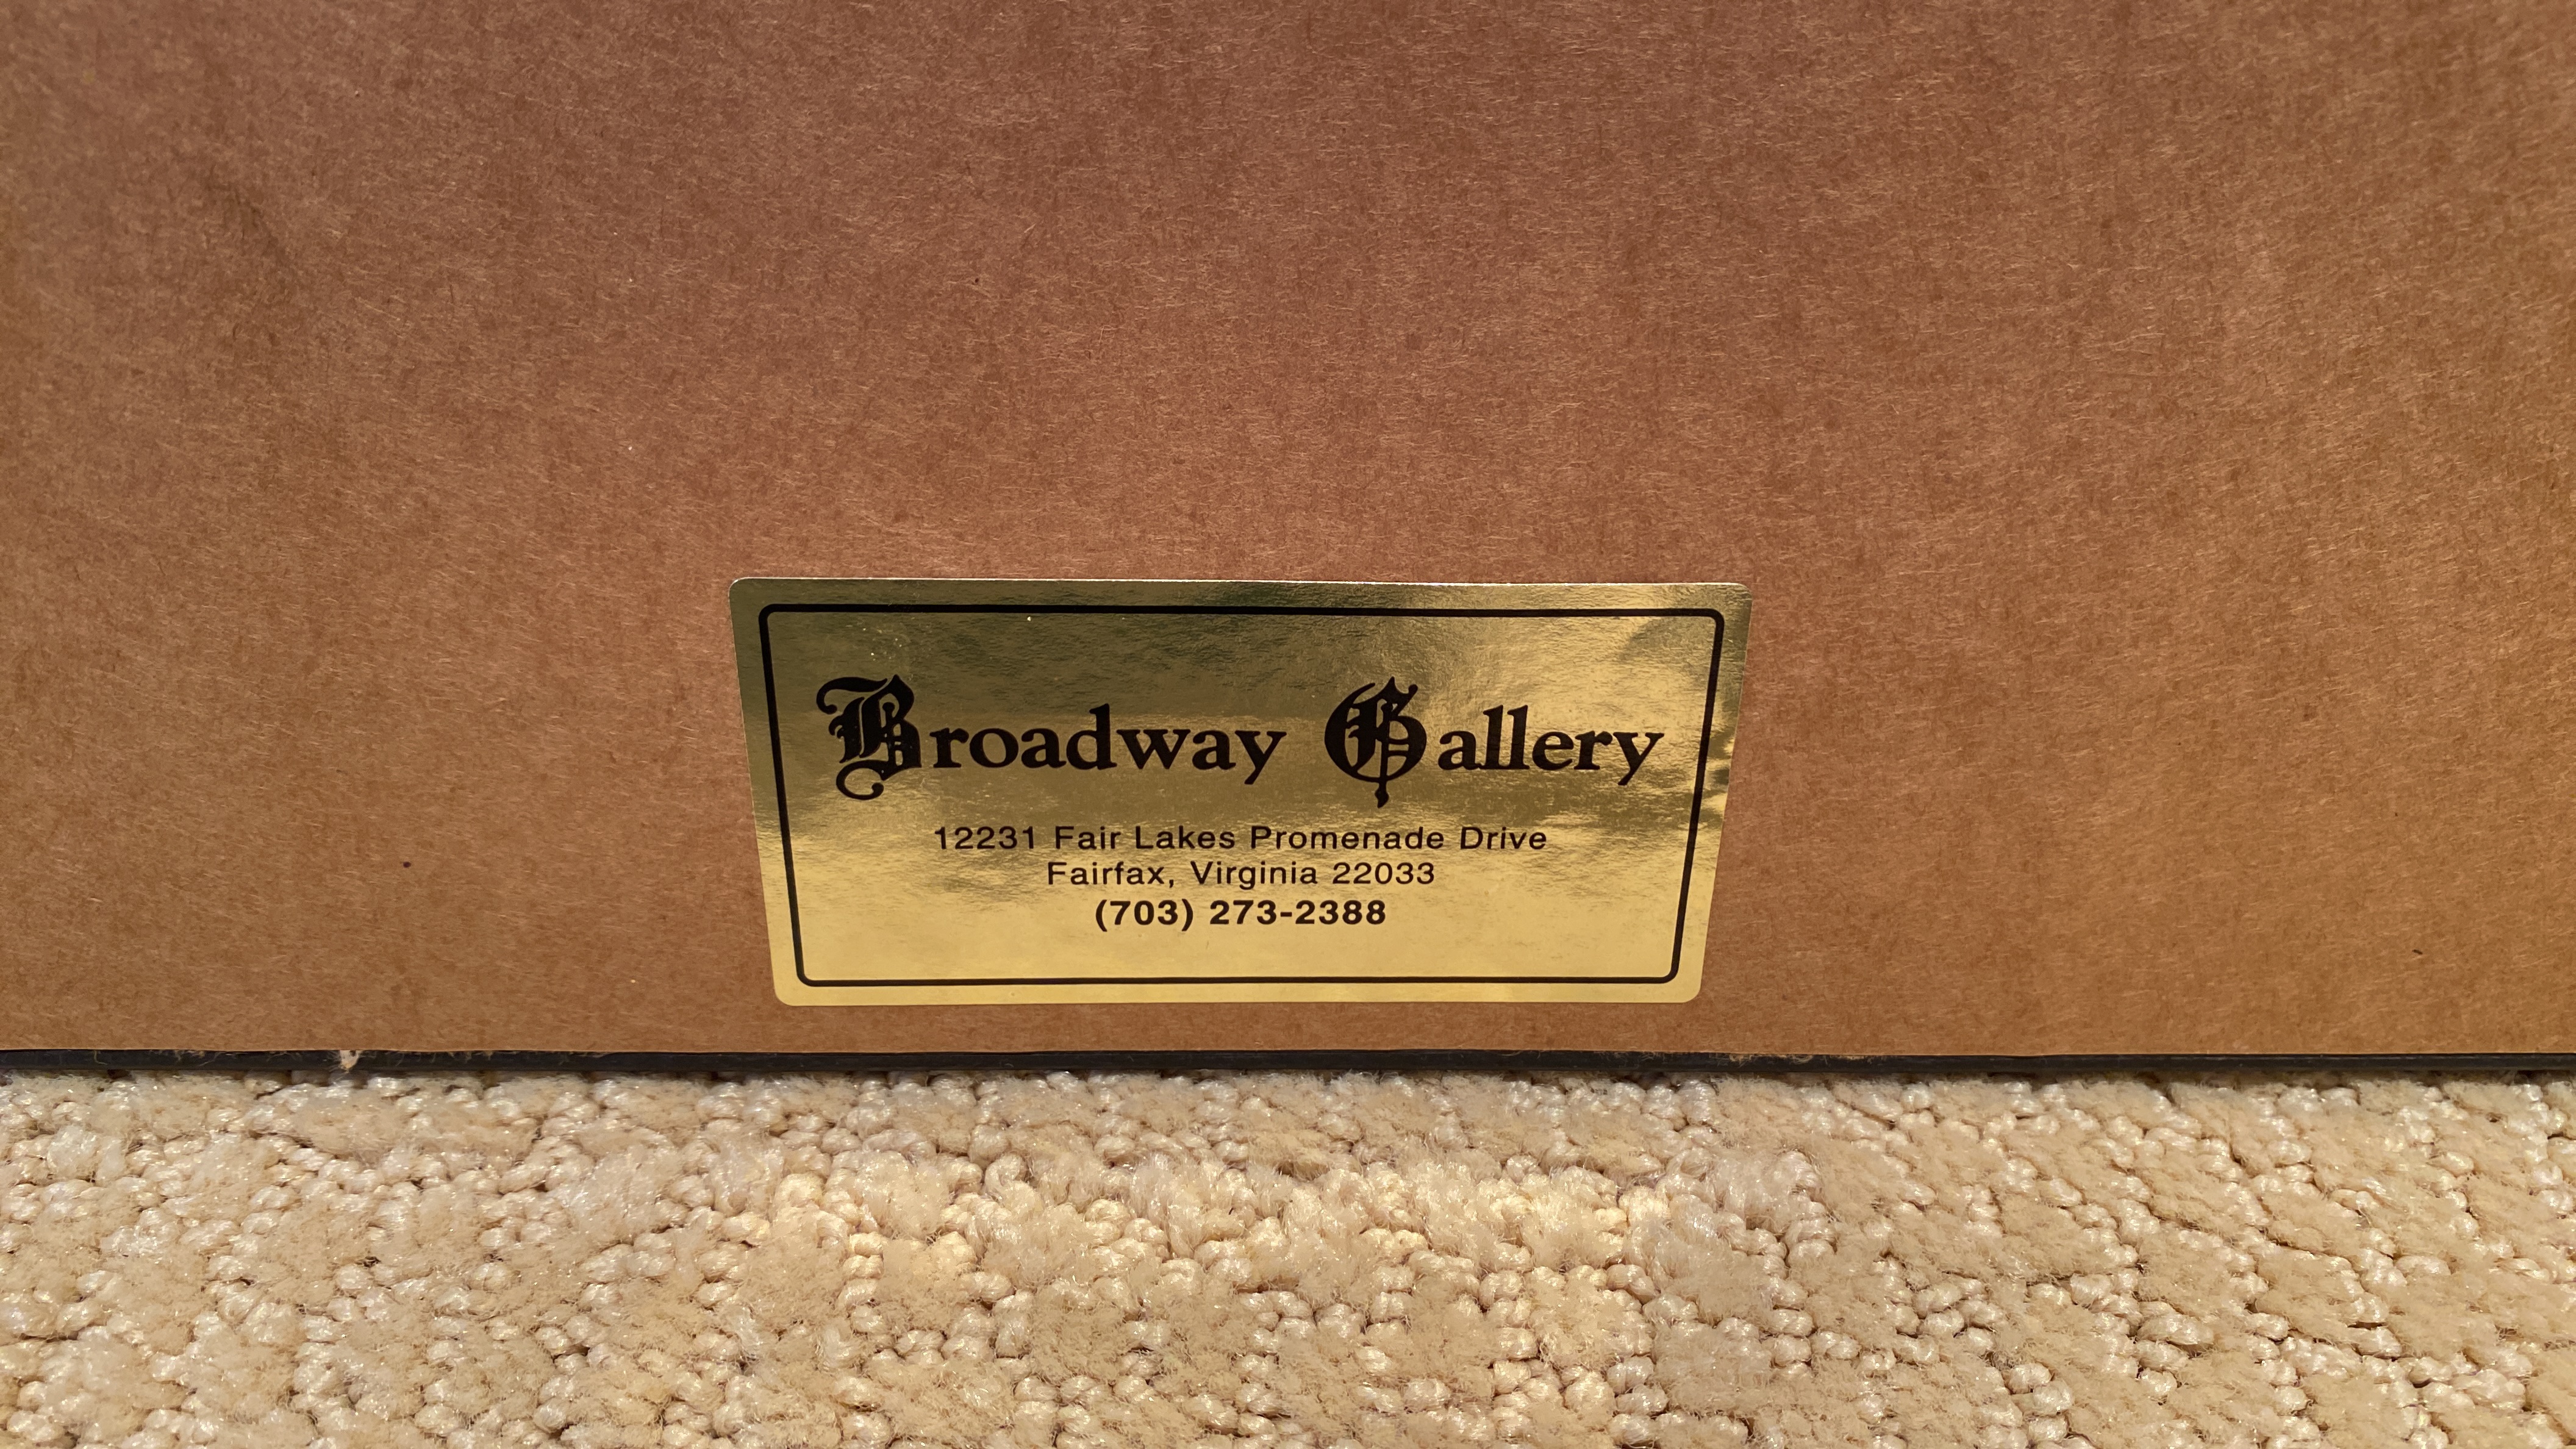 Broadway Gallery
12231 Fair Lakes Promenade Drive
Fairfax, Virginia 22033
(703) 273-2388